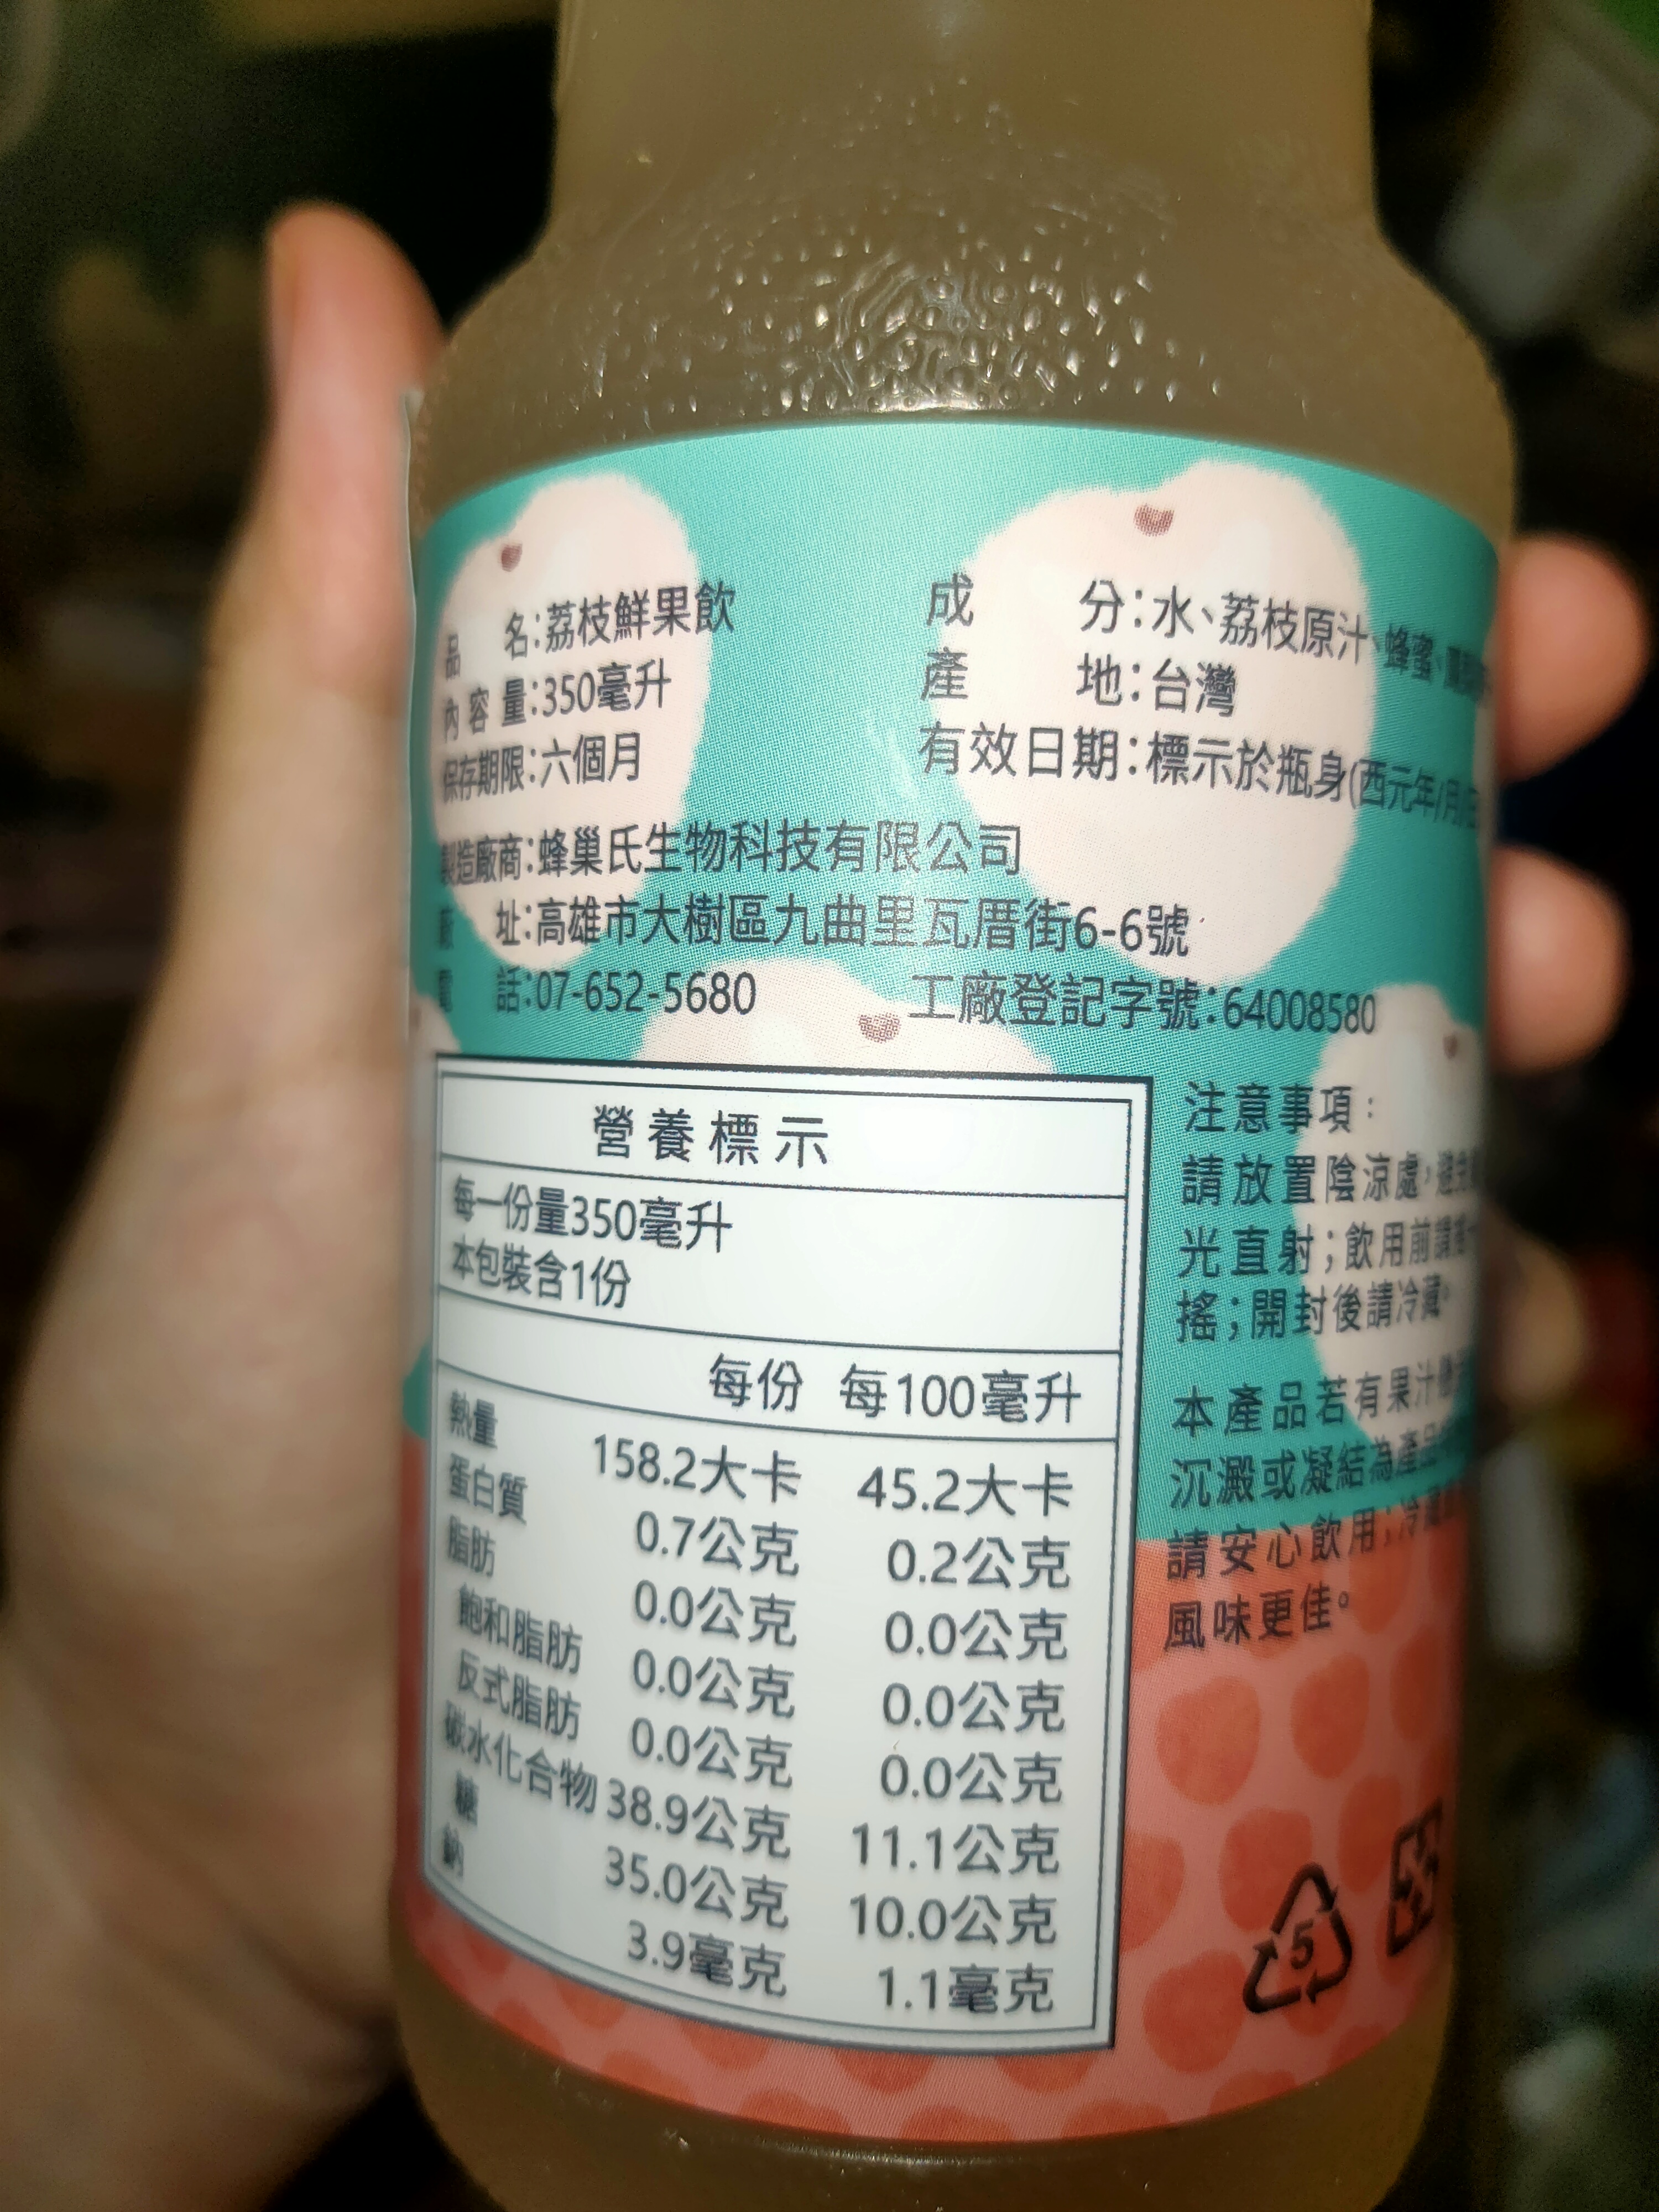 品名:荔枝鮮果飲
內容量:350毫升
保存期限:六個月
成分:水、荔枝原汁、蜂蜜、
產地:台灣
有效日期:標示於瓶身(西元年/月/
製造廠商:蜂巢氏生物科技有限公司
廠址:高雄市大樹區九曲里瓦厝街6-6號
電話:07-652-5680 工廠登記字號:64008580
營養標示
每一份量350毫升
本包裝含1份
每份 每100毫升
熱量 158.2大卡 45.2大卡
蛋白質 0.7公克 0.2公克
脂肪 0.0公克 0.0公克
飽和脂肪 0.0公克 0.0公克
反式脂肪 0.0公克 0.0公克
碳水化合物 38.9公克 11.1公克
糖 35.0公克 10.0公克
鈉 3.9毫克 1.1毫克
注意事項:
請放置陰涼處,避免
光直射;飲用前請
搖;開封後請冷藏。
本產品若有果汁
沉澱或凝結為產品
請安心飲用;冷藏
風味更佳。
5